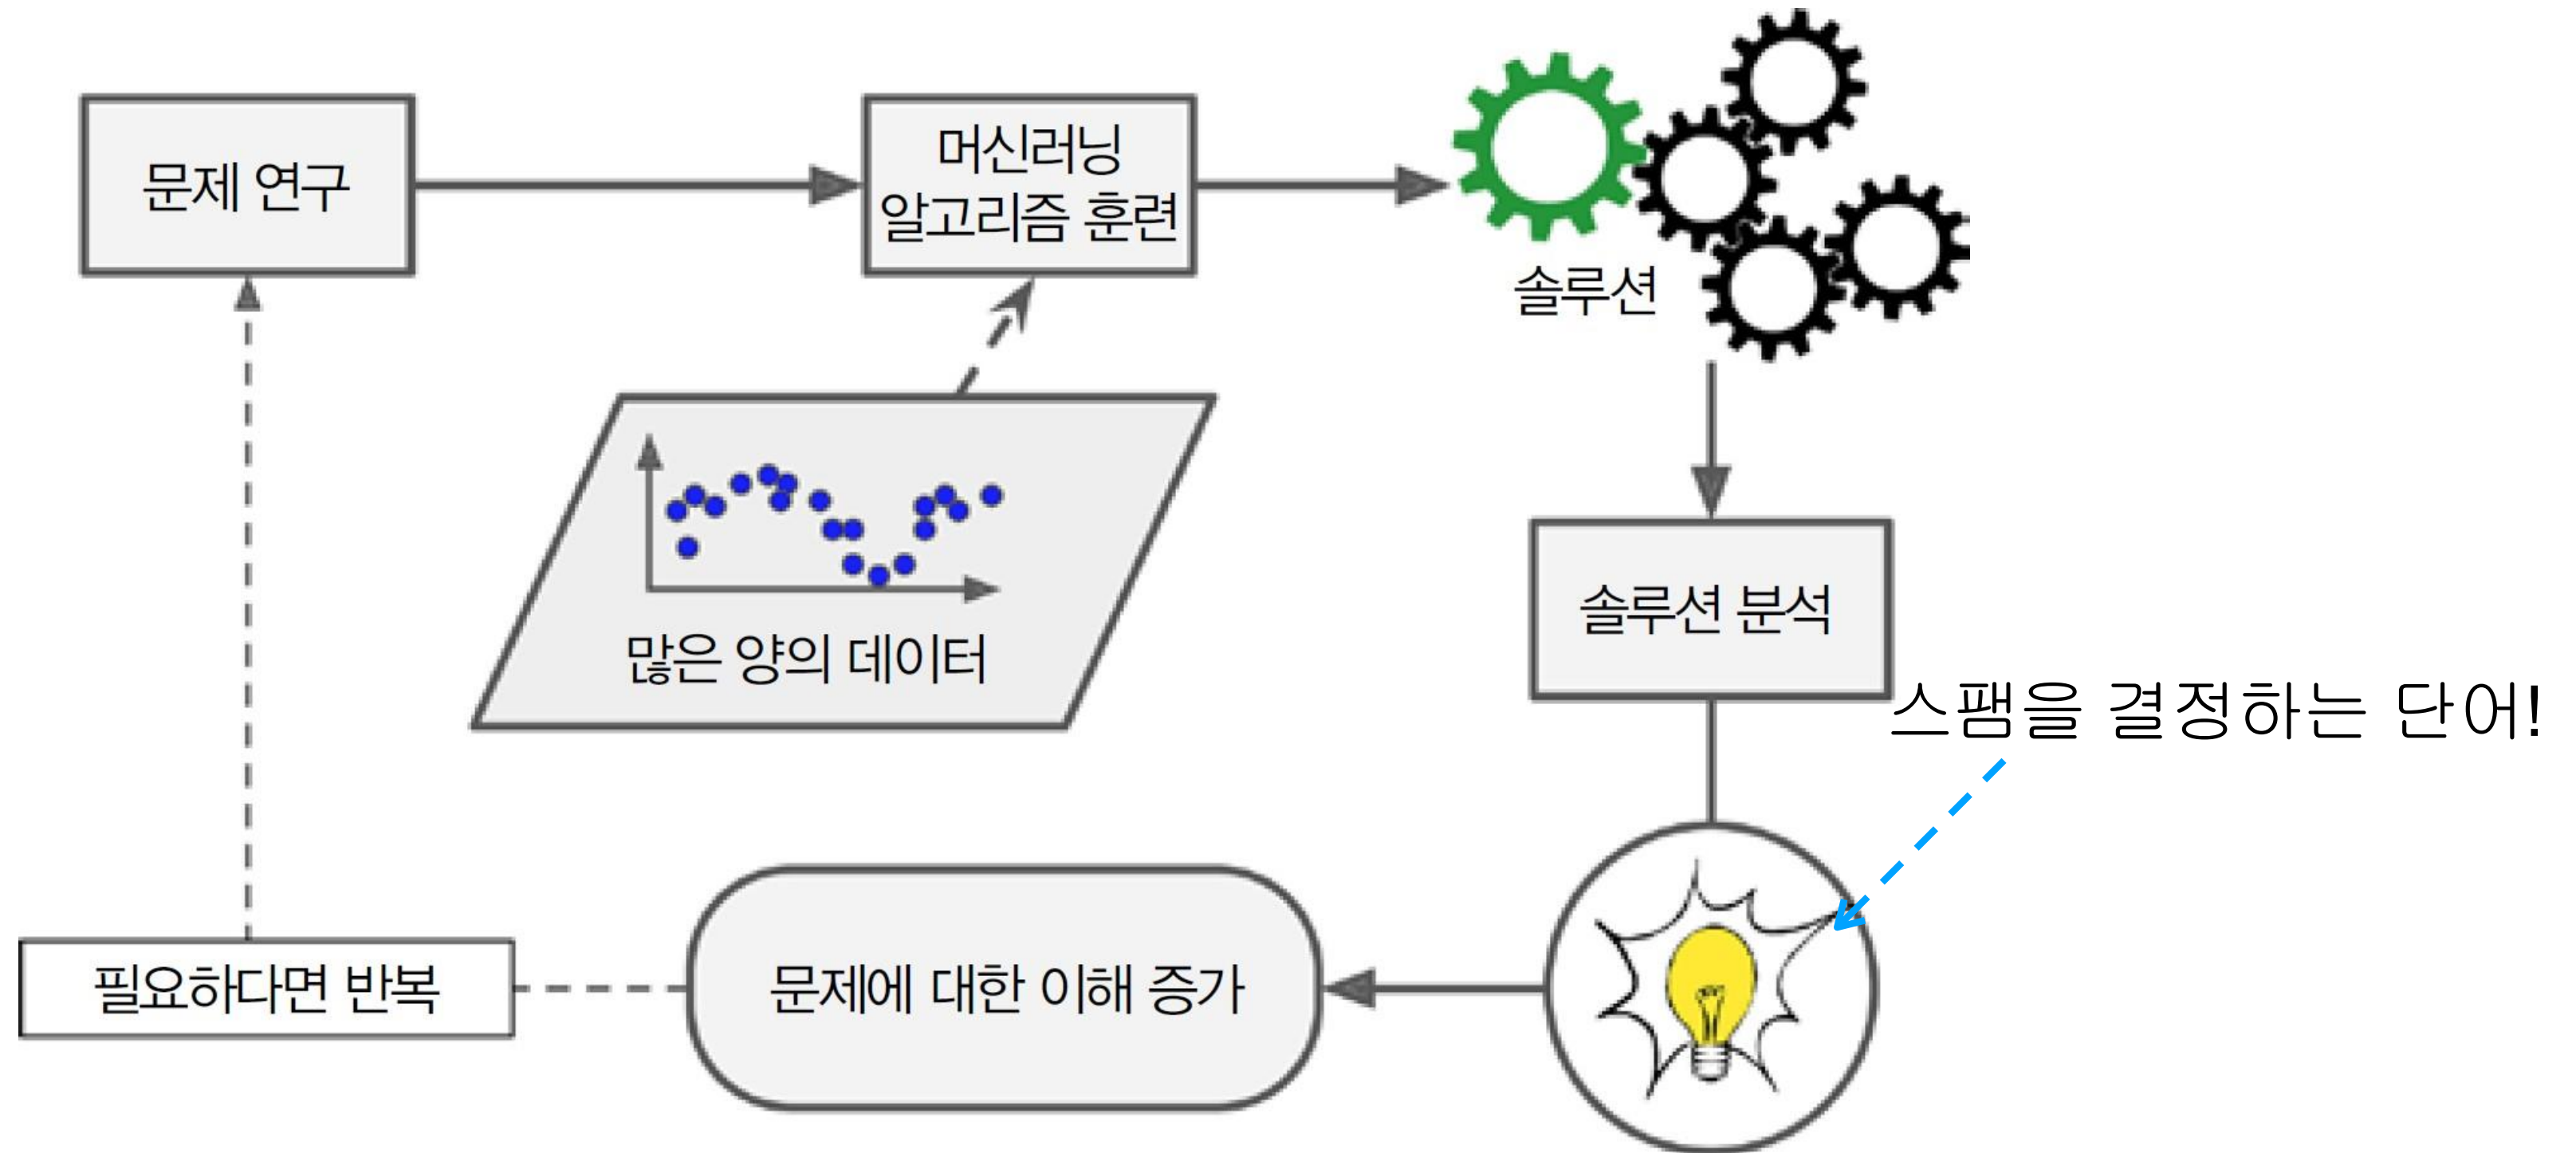 문제 연구
머신러닝
알고리즘 훈련
솔루션
많은 양의 데이터
솔루션 분석
스팸을 결정하는 단어!
문제에 대한 이해 증가
필요하다면 반복